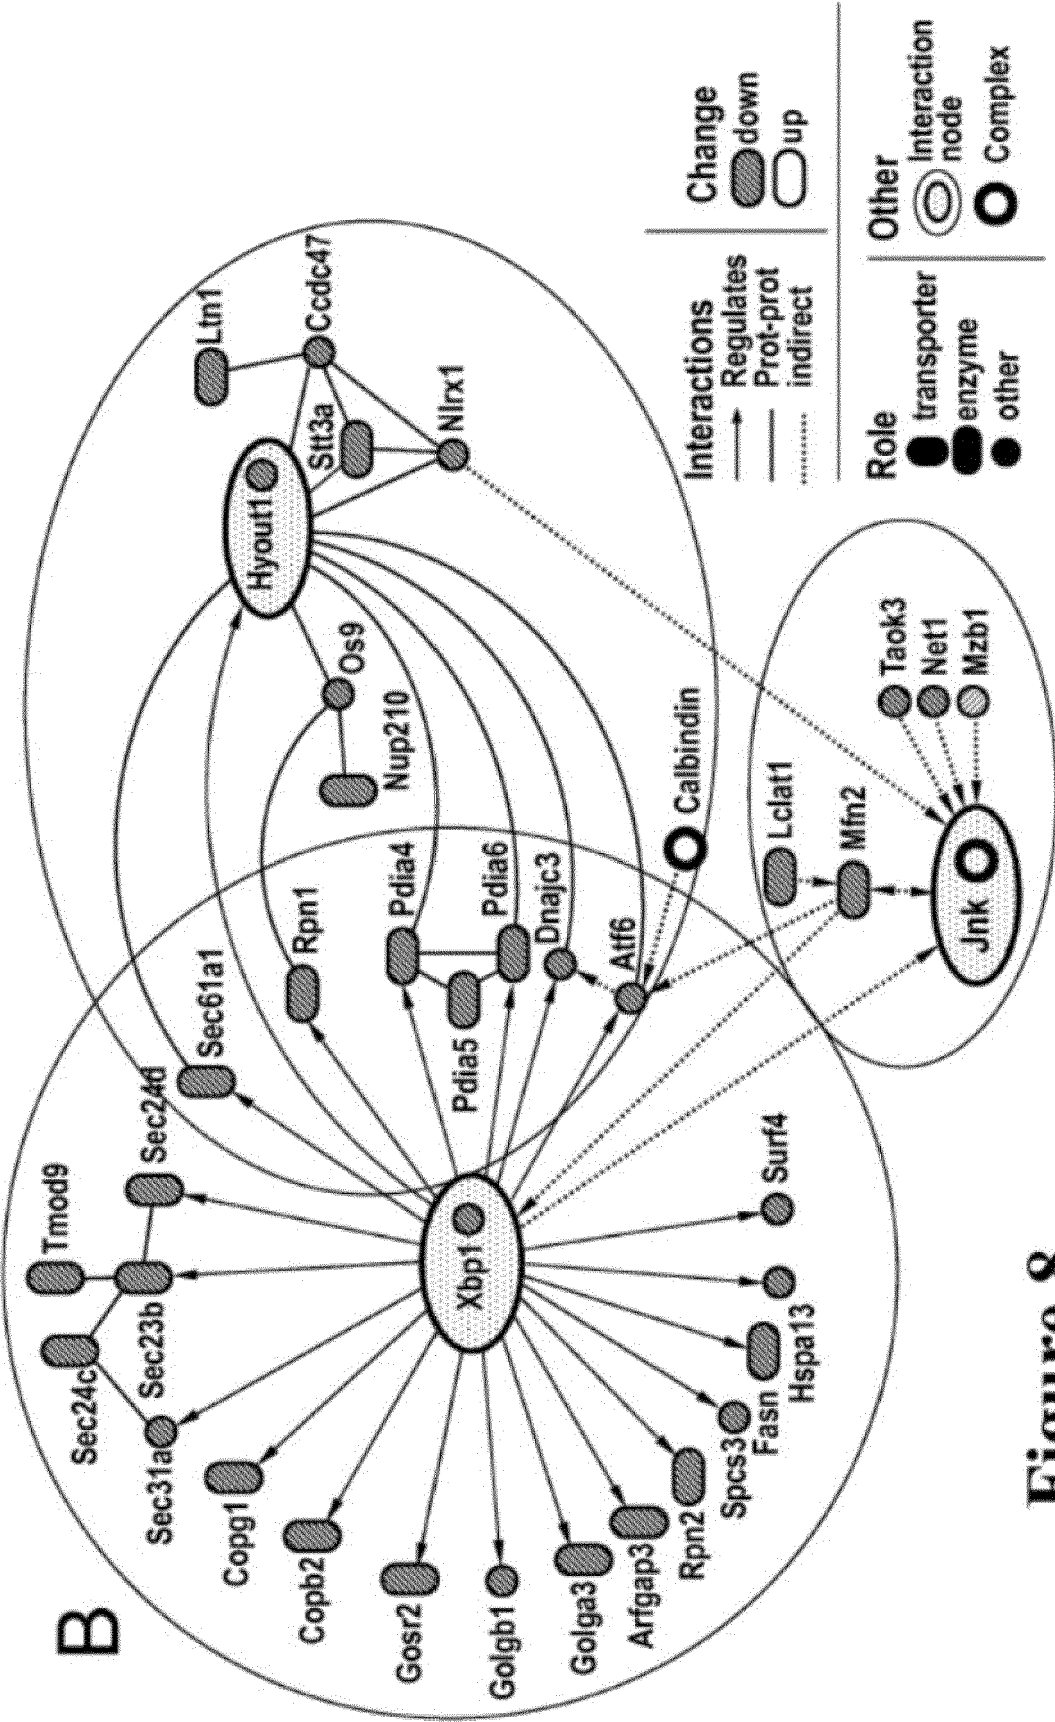 B
Tmod9
Sec24d
Sec24c
Sec23b
Sec31a
Sec61a1
Copg1
Copb2
Gosr2
Golgb1
Golga3
Arfgap3
Rpn2
Spcs3
Fasn
Hspa13
Surf4
Xbp1
Rpn1
Pdia4
Pdia5
Pdia6
Dnajc3
Atf6
Calbindin
Os9
Nup210
Hyout1
Stt3a
Ltn1
Ccdc47
Nlrx1
Lclat1
Mfn2
Jnk
Taok3
Net1
Mzb1
Interactions
Regulates
Prot-prot
indirect
Change
down
up
Role
transporter
enzyme
other
Other
Interaction
node
Complex
Figure 8